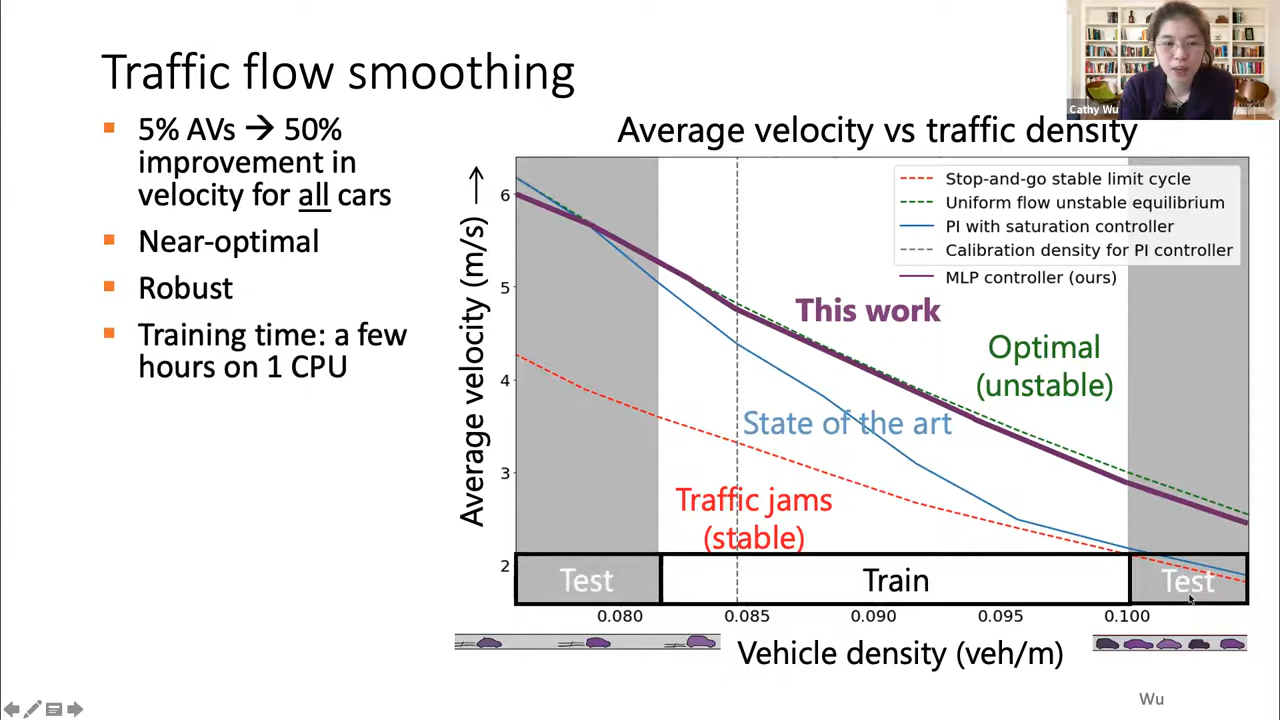 Traffic flow smoothing
5% AVs → 50%
improvement in
velocity for all cars
Near-optimal
Robust
Training time: a few
hours on 1 CPU
Cathy Wu
Average velocity vs traffic density
Average velocity (m/s) →
6
5
4
3
2
Stop-and-go stable limit cycle
Uniform flow unstable equilibrium
PI with saturation controller
Calibration density for PI controller
MLP controller (ours)
This work
Optimal
(unstable)
State of the art
Traffic jams
(stable)
Test
Train
Test
0.080
0.085
0.090
0.095
0.100
Vehicle density (veh/m)
Wu